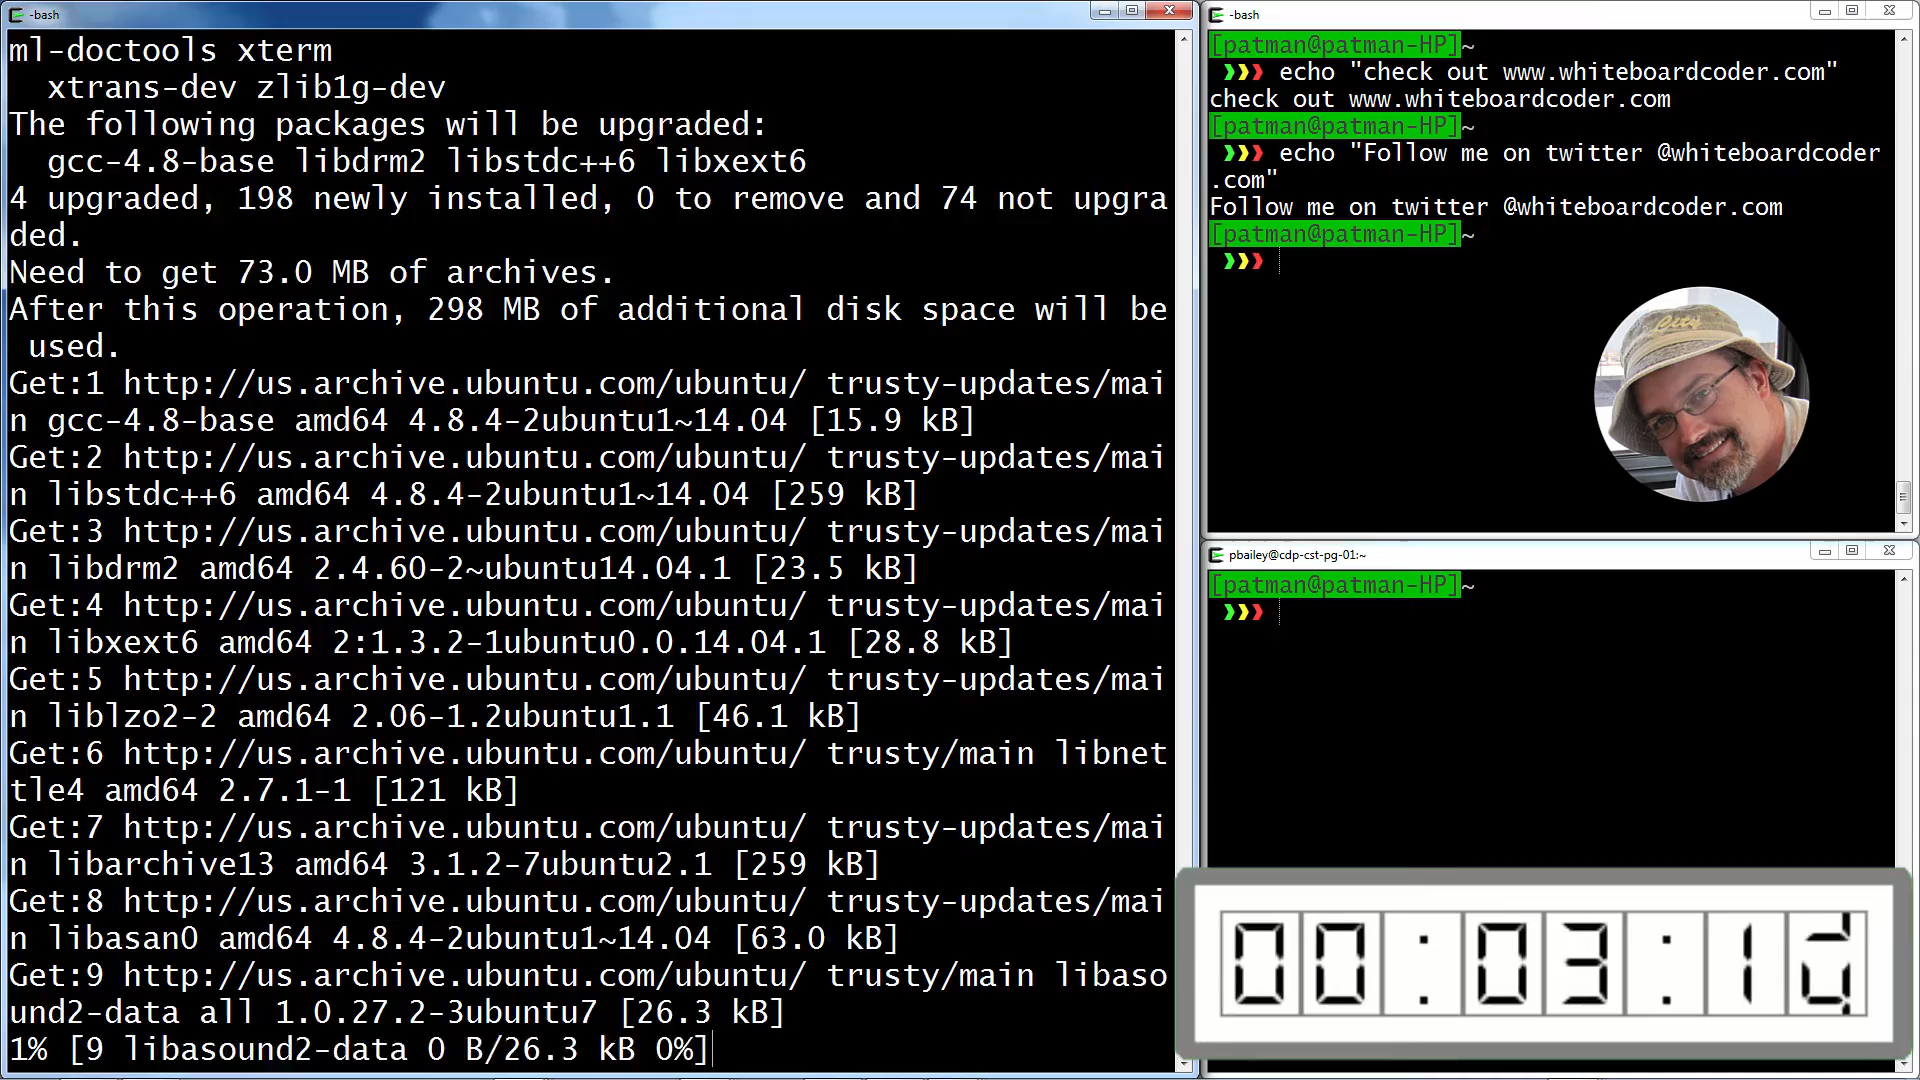 -bash
ml-doctools xterm
  xtrans-dev zlib1g-dev
The following packages will be upgraded:
  gcc-4.8-base libdrm2 libstdc++6 libxext6
4 upgraded, 198 newly installed, 0 to remove and 74 not upgra
ded.
Need to get 73.0 MB of archives.
After this operation, 298 MB of additional disk space will be
 used.
Get:1 http://us.archive.ubuntu.com/ubuntu/ trusty-updates/mai
n gcc-4.8-base amd64 4.8.4-2ubuntu1~14.04 [15.9 kB]
Get:2 http://us.archive.ubuntu.com/ubuntu/ trusty-updates/mai
n libstdc++6 amd64 4.8.4-2ubuntu1~14.04 [259 kB]
Get:3 http://us.archive.ubuntu.com/ubuntu/ trusty-updates/mai
n libdrm2 amd64 2.4.60-2~ubuntu14.04.1 [23.5 kB]
Get:4 http://us.archive.ubuntu.com/ubuntu/ trusty-updates/mai
n libxext6 amd64 2:1.3.2-1ubuntu0.0.14.04.1 [28.8 kB]
Get:5 http://us.archive.ubuntu.com/ubuntu/ trusty-updates/mai
n liblzo2-2 amd64 2.06-1.2ubuntu1.1 [46.1 kB]
Get:6 http://us.archive.ubuntu.com/ubuntu/ trusty/main libnet
tle4 amd64 2.7.1-1 [121 kB]
Get:7 http://us.archive.ubuntu.com/ubuntu/ trusty-updates/mai
n libarchive13 amd64 3.1.2-7ubuntu2.1 [259 kB]
Get:8 http://us.archive.ubuntu.com/ubuntu/ trusty-updates/mai
n libasan0 amd64 4.8.4-2ubuntu1~14.04 [63.0 kB]
Get:9 http://us.archive.ubuntu.com/ubuntu/ trusty/main libaso
und2-data all 1.0.27.2-3ubuntu7 [26.3 kB]
1% [9 libasound2-data 0 B/26.3 kB 0%]
-bash
[patman@patman-HP]~
❯❯❯ echo "check out www.whiteboardcoder.com"
check out www.whiteboardcoder.com
[patman@patman-HP]~
❯❯❯ echo "Follow me on twitter @whiteboardcoder
.com"
Follow me on twitter @whiteboardcoder.com
[patman@patman-HP]~
❯❯❯
City
pbailey@cdp-cst-pg-01:~
[patman@patman-HP]~
❯❯❯
00:03:1